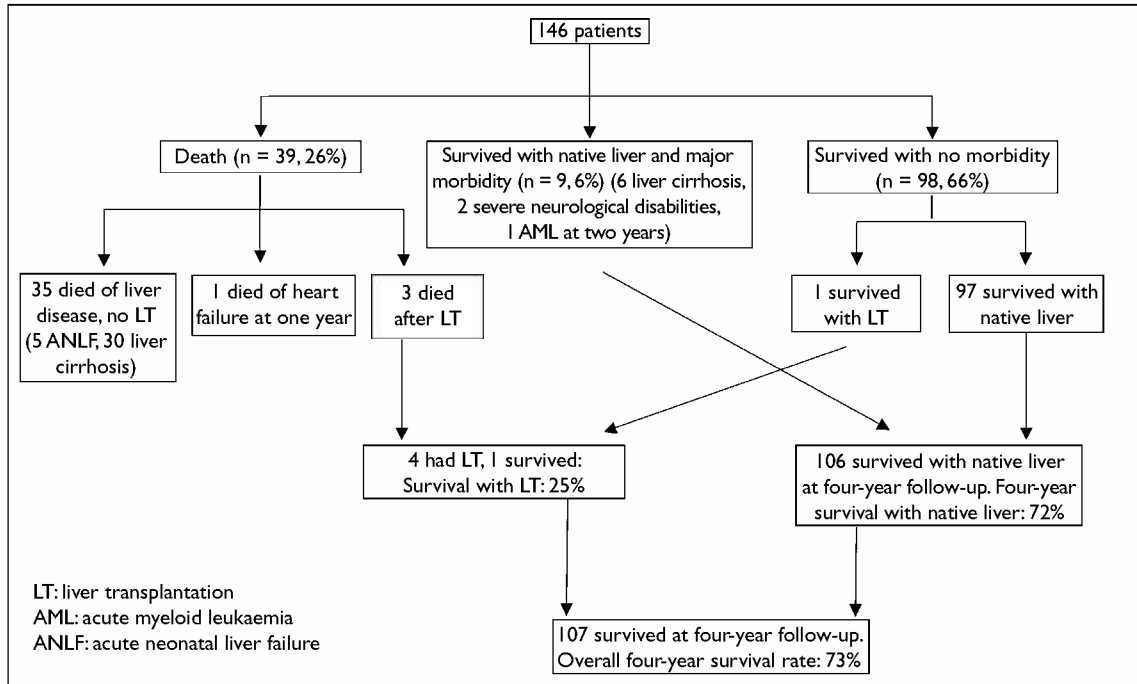 146 patients
Death (n = 39, 26%)
Survived with native liver and major
morbidity (n = 9, 6%) (6 liver cirrhosis,
2 severe neurological disabilities,
1 AML at two years)
Survived with no morbidity
(n = 98, 66%)
35 died of liver
disease, no LT
(5 ANLF, 30 liver
cirrhosis)
1 died of heart
failure at one year
3 died
after LT
1 survived
with LT
97 survived with
native liver
4 had LT, 1 survived:
Survival with LT: 25%
106 survived with native liver
at four-year follow-up. Four-year
survival with native liver: 72%
LT: liver transplantation
AML: acute myeloid leukaemia
ANLF: acute neonatal liver failure
107 survived at four-year follow-up.
Overall four-year survival rate: 73%